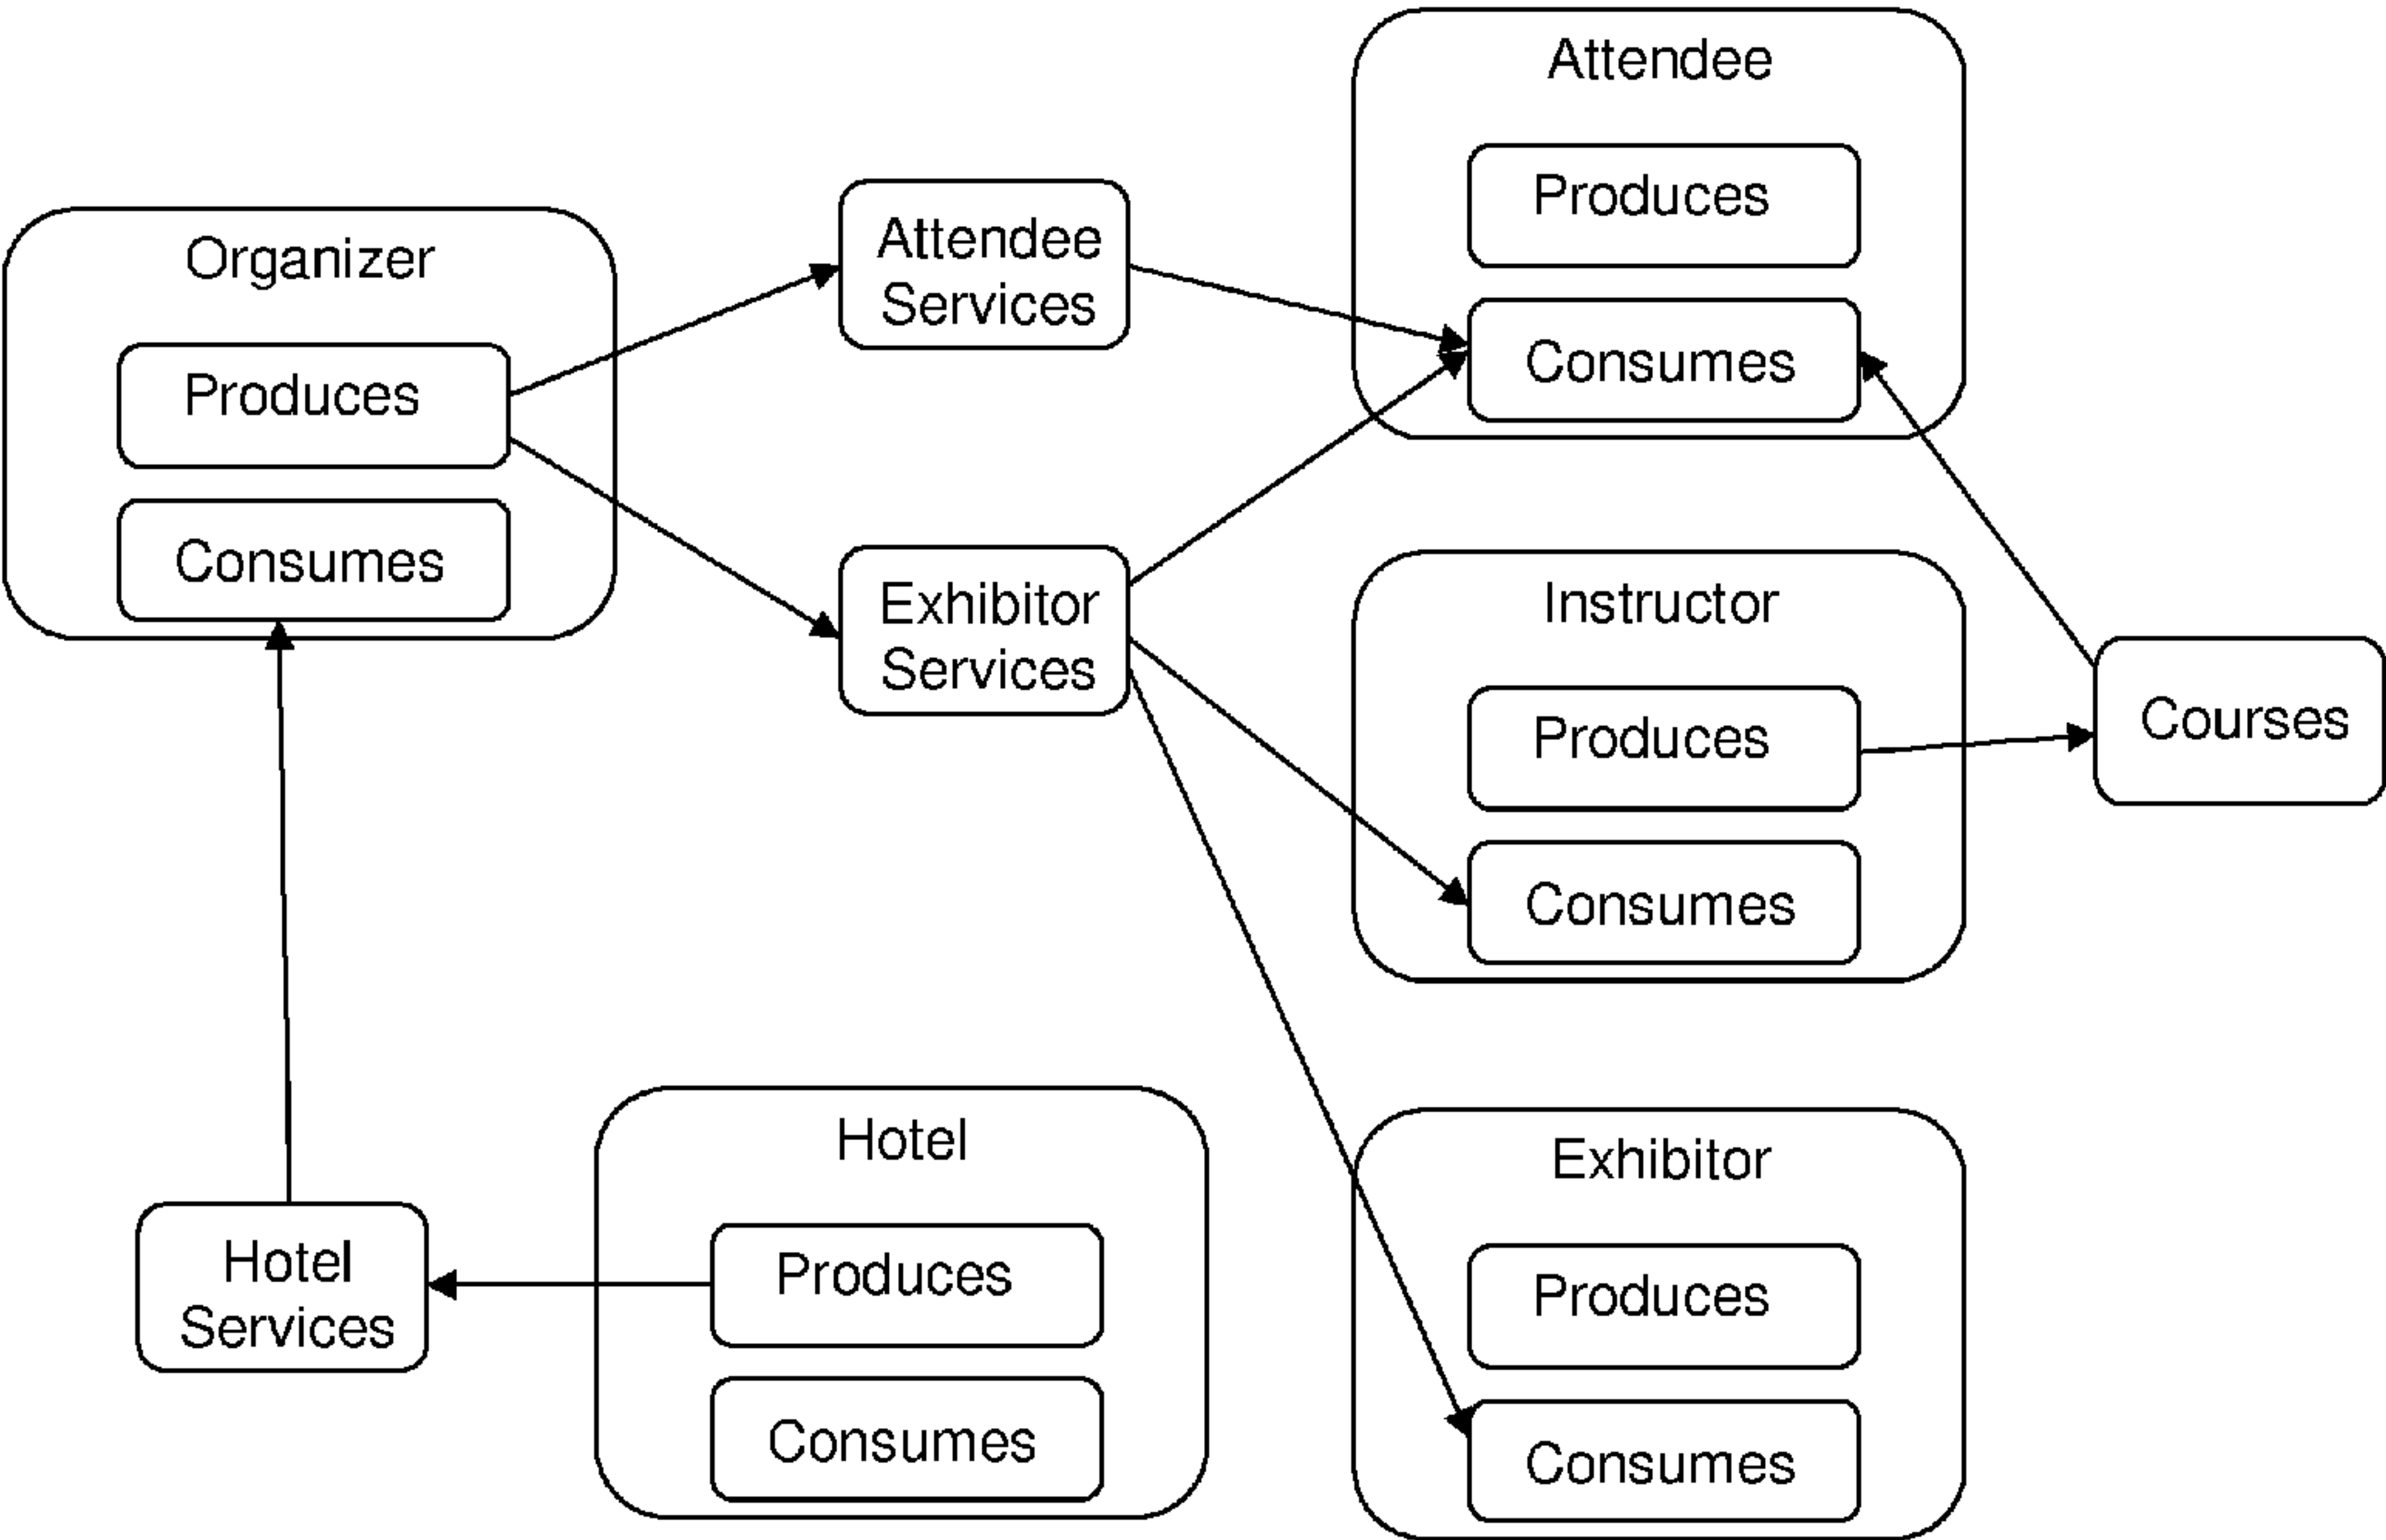 Attendee
Produces
Consumes
Organizer
Produces
Consumes
Attendee
Services
Exhibitor
Services
Instructor
Produces
Consumes
Courses
Hotel
Services
Hotel
Produces
Consumes
Exhibitor
Produces
Consumes